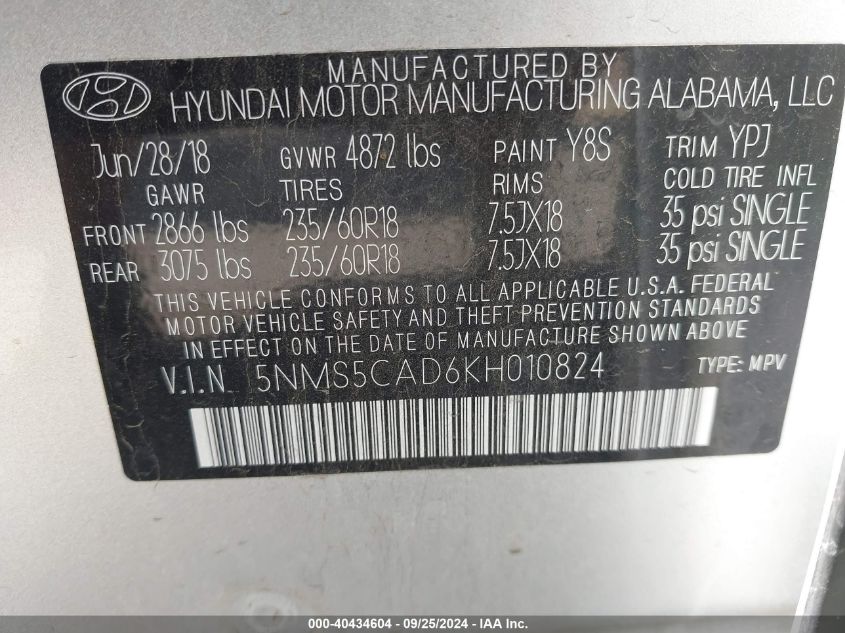 MANUFACTURED BY
HYUNDAI MOTOR MANUFACTURING ALABAMA, LLC
Jun/28/18 GVWR 4872 lbs PAINT Y8S TRIM YPJ
GAWR TIRES RIMS COLD TIRE INFL
FRONT 2866 lbs 235/60R18 7.5JX18 35 psi SINGLE
REAR 3075 lbs 235/60R18 7.5JX18 35 psi SINGLE
THIS VEHICLE CONFORMS TO ALL APPLICABLE U.S.A. FEDERAL
MOTOR VEHICLE SAFETY AND THEFT PREVENTION STANDARDS
IN EFFECT ON THE DATE OF MANUFACTURE SHOWN ABOVE.
V.I.N. 5NMS5CAD6KH010824 TYPE: MPV
000-40434604 - 09/25/2024 - IAA Inc.